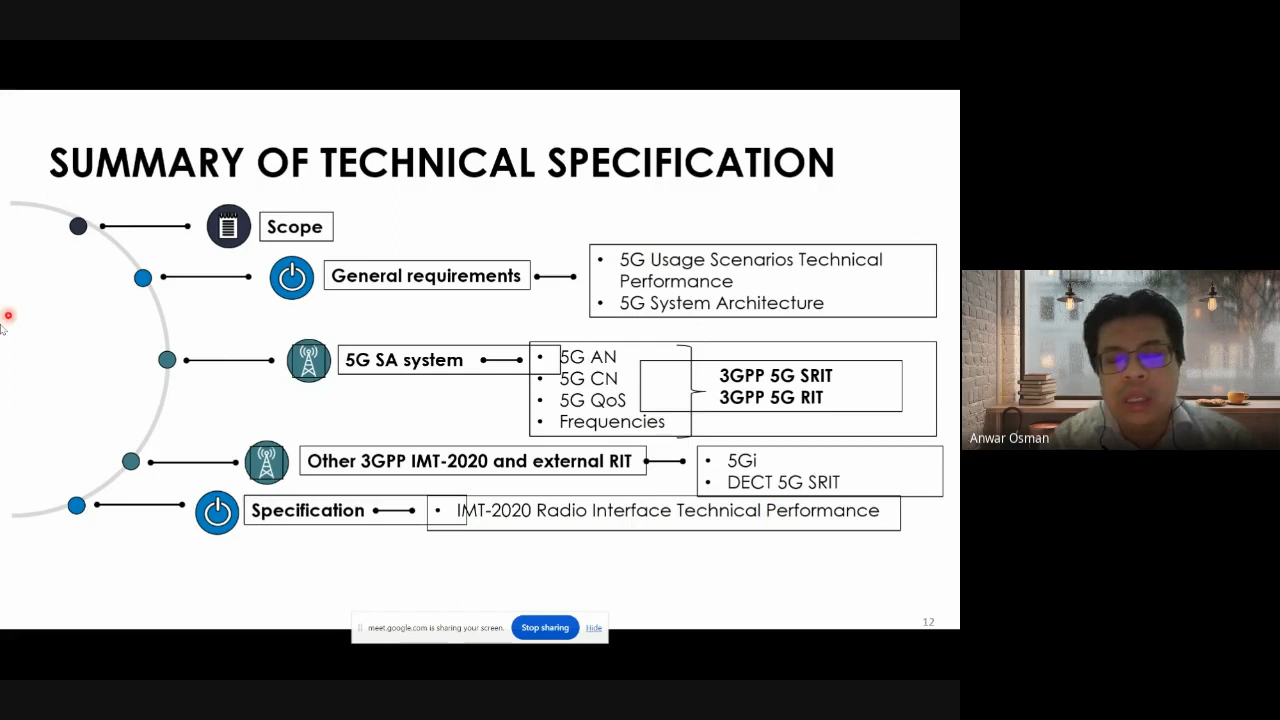 SUMMARY OF TECHNICAL SPECIFICATION
Scope
General requirements
• 5G Usage Scenarios Technical
Performance
• 5G System Architecture
5G SA system
• 5G AN
• 5G CN
• 5G QoS
• Frequencies
3GPP 5G SRIT
3GPP 5G RIT
Other 3GPP IMT-2020 and external RIT
• 5Gi
• DECT 5G SRIT
Specification
• IMT-2020 Radio Interface Technical Performance
meet.google.com is sharing your screen.
Stop sharing
Hide
12
Anwar Osman